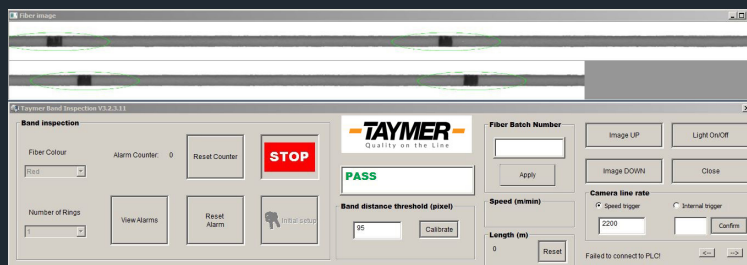 Fiber image
Taymer Band Inspection V3.2.3.11
Band inspection
Fiber Colour
Red
Alarm Counter: 0
Reset Counter
STOP
Number of Rings
1
View Alarms
Reset Alarm
Initial setup
TAYMER
Quality on the Line
PASS
Band distance threshold (pixel)
95
Calibrate
Fiber Batch Number
Apply
Speed (m/min)
Length (m)
0
Reset
Image UP
Light On/Off
Image DOWN
Close
Camera line rate
Speed trigger
Internal trigger
2200
Confirm
Failed to connect to PLC!
<--
-->